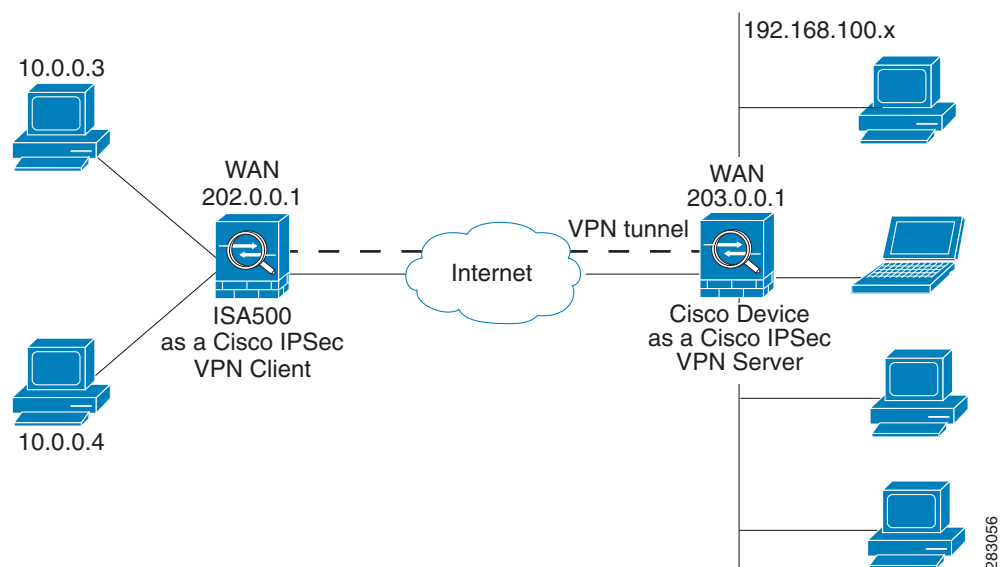 192.168.100.x
10.0.0.3
WAN
202.0.0.1
WAN
203.0.0.1
VPN tunnel
Internet
ISA500
as a Cisco IPSec
VPN Client
Cisco Device
as a Cisco IPSec
VPN Server
10.0.0.4
283056